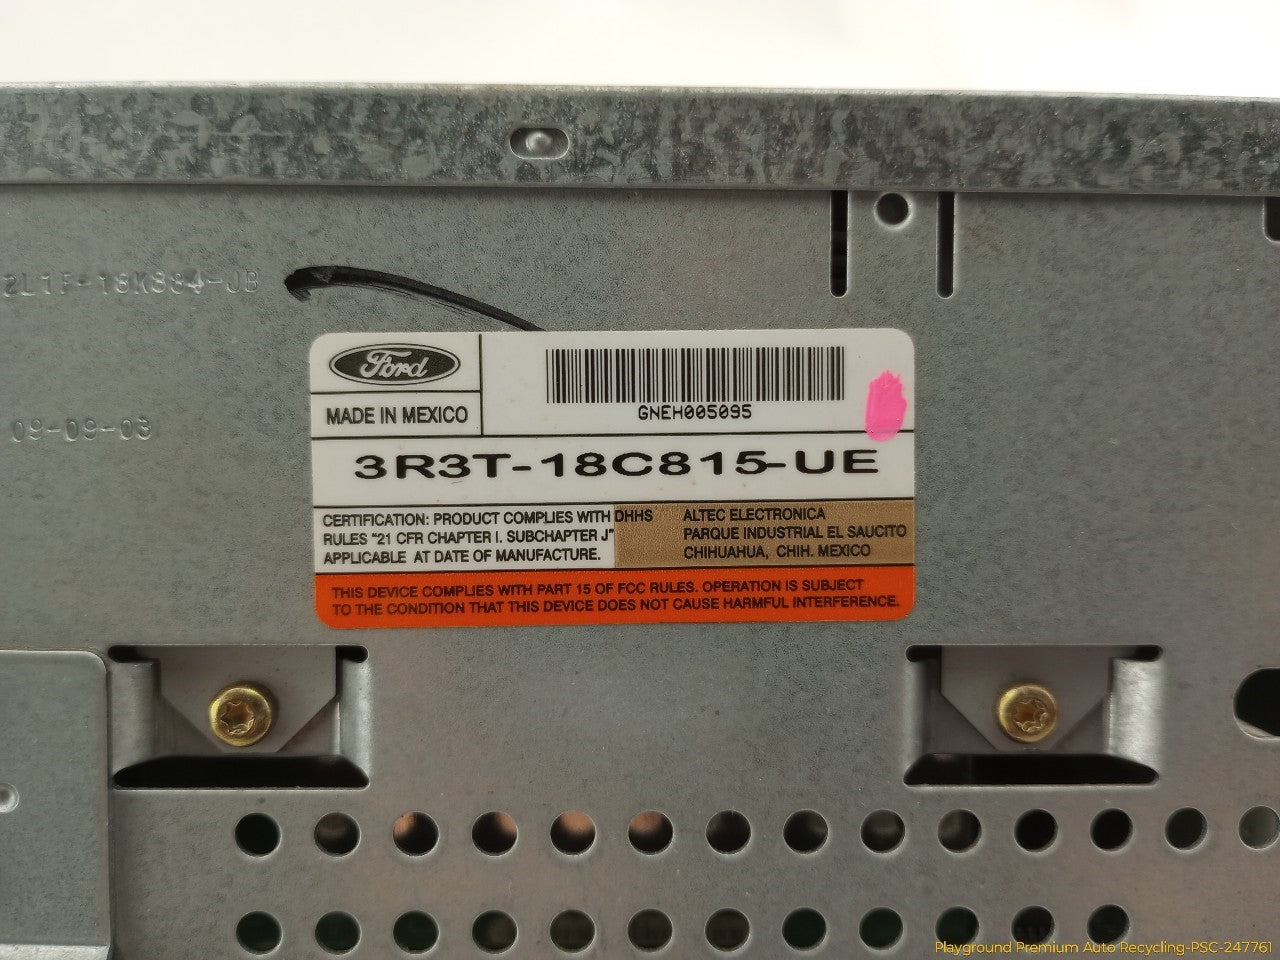 2L1F-18K884-JB
09-09-03
Ford
MADE IN MEXICO
GNEH005095
3R3T-18C815-UE
CERTIFICATION: PRODUCT COMPLIES WITH DHHS
RULES "21 CFR CHAPTER I. SUBCHAPTER J"
APPLICABLE AT DATE OF MANUFACTURE.
ALTEC ELECTRONICA
PARQUE INDUSTRIAL EL SAUCITO
CHIHUAHUA, CHIH. MEXICO
THIS DEVICE COMPLIES WITH PART 15 OF FCC RULES. OPERATION IS SUBJECT
TO THE CONDITION THAT THIS DEVICE DOES NOT CAUSE HARMFUL INTERFERENCE.
Playground Premium Auto Recycling-PSC-247761